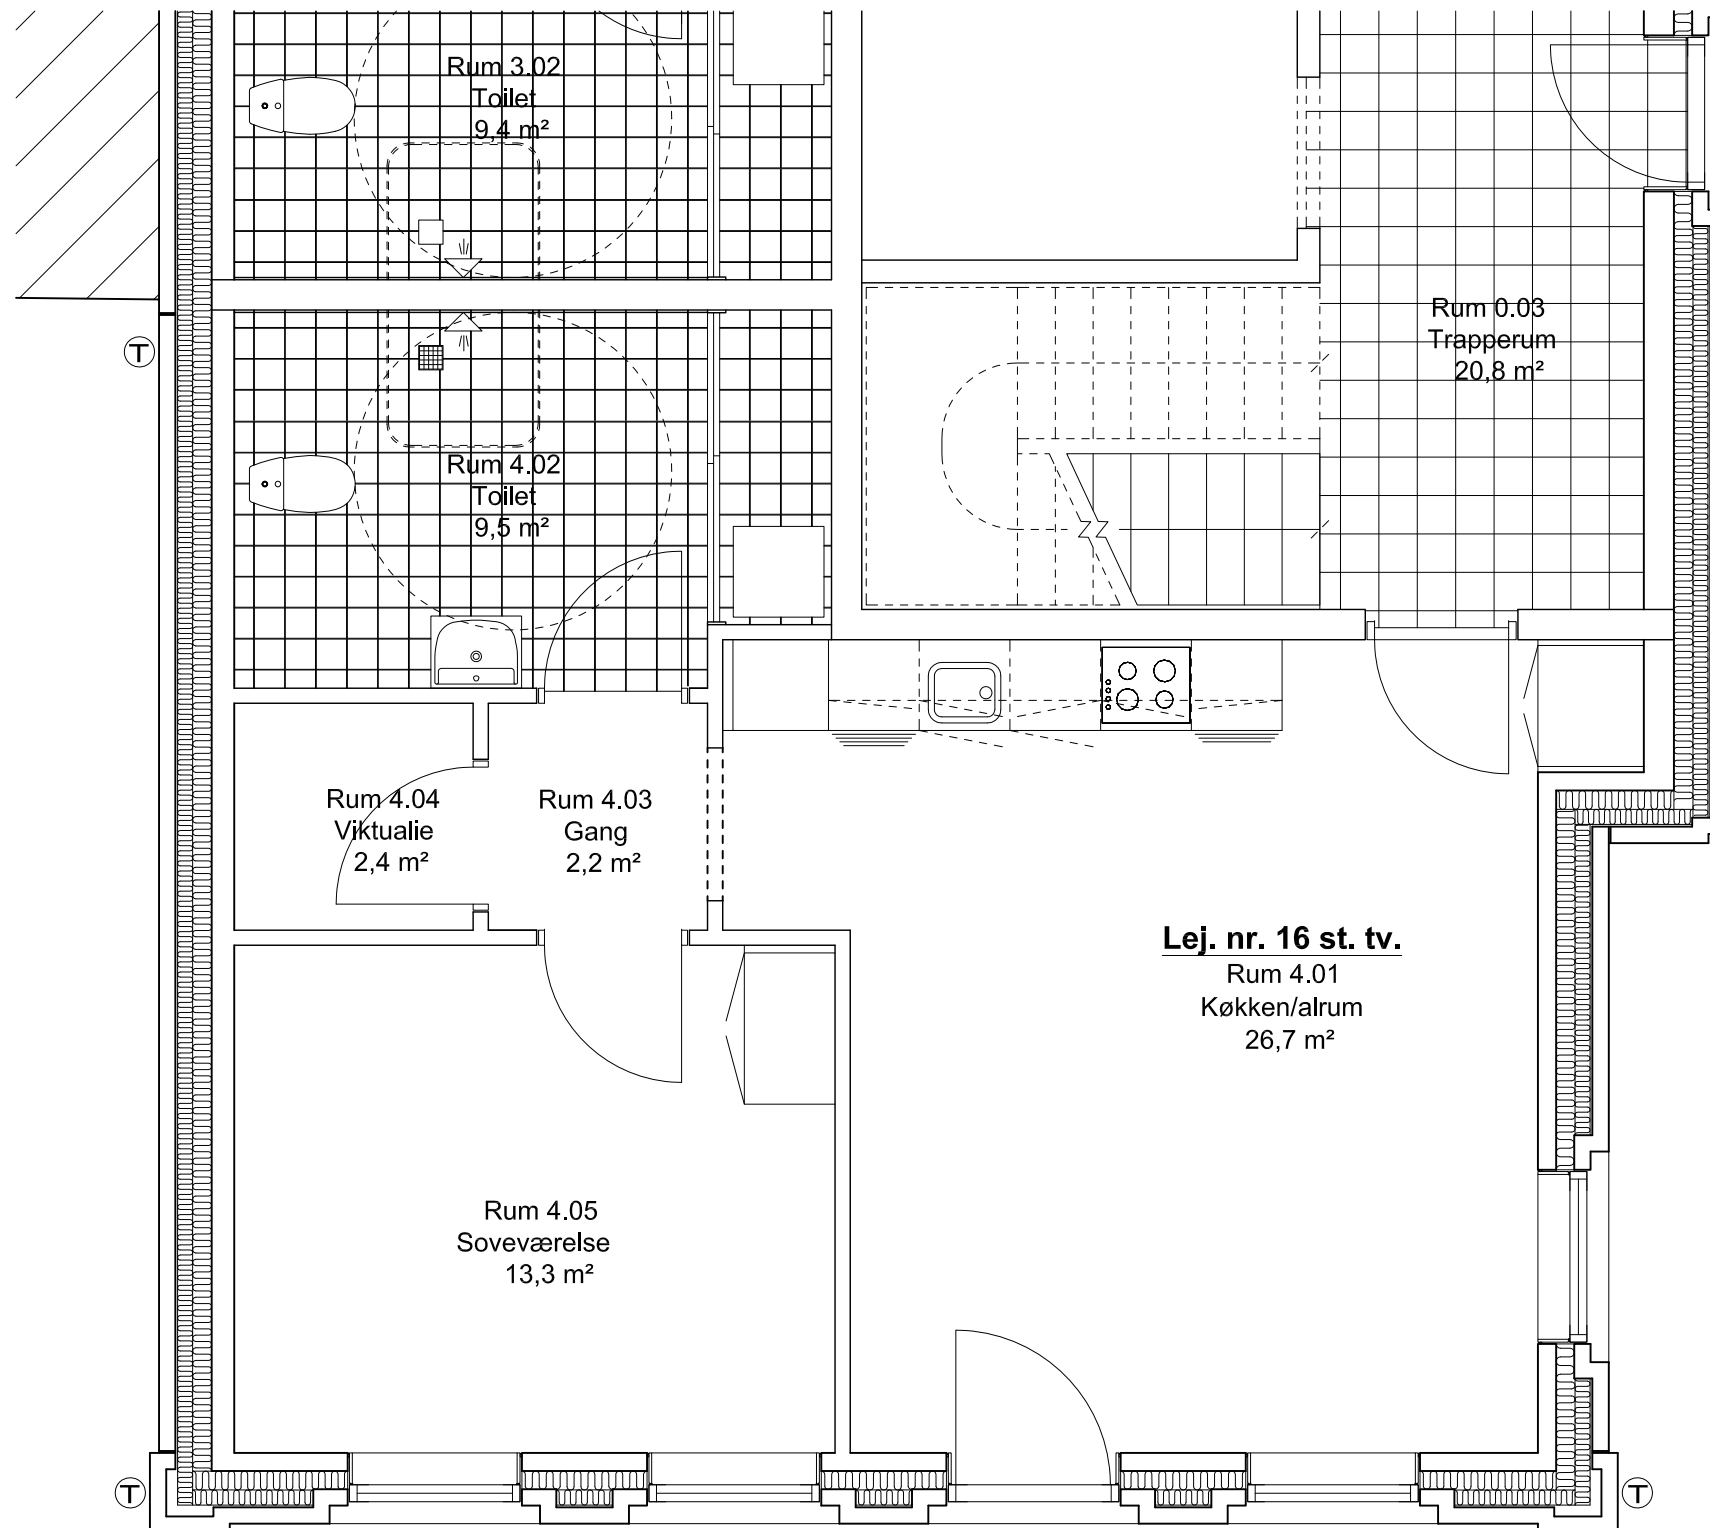 Rum 3.02
Toilet
9,4 m²
Rum 0.03
Trapperum
20,8 m²
T
Rum 4.02
Toilet
9,5 m²
Rum 4.04
Viktualie
2,4 m²
Rum 4.03
Gang
2,2 m²
Lej. nr. 16 st. tv.
Rum 4.01
Køkken/alrum
26,7 m²
Rum 4.05
Soveværelse
13,3 m²
T
T